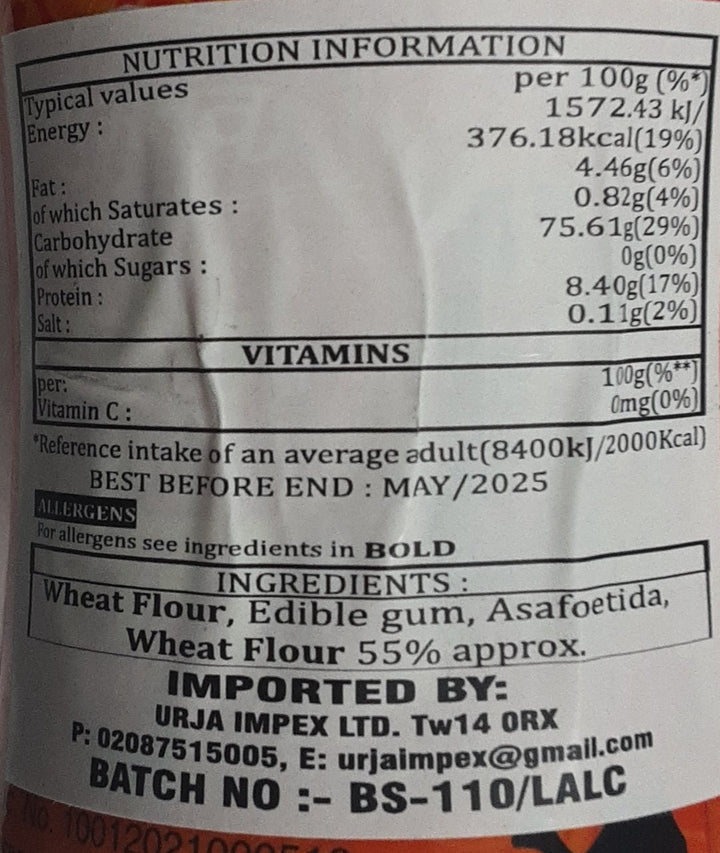 NUTRITION INFORMATION
Typical values per 100g (%*)
Energy : 1572.43 kJ/
376.18kcal(19%)
Fat : 4.46g(6%)
of which Saturates : 0.82g(4%)
Carbohydrate 75.61g(29%)
of which Sugars : 0g(0%)
Protein : 8.40g(17%)
Salt : 0.11g(2%)
VITAMINS
per: 100g(%**)
Vitamin C : 0mg(0%)
*Reference intake of an average adult(8400kJ/2000Kcal)
BEST BEFORE END : MAY/2025
ALLERGENS
For allergens see ingredients in BOLD
INGREDIENTS :
Wheat Flour, Edible gum, Asafoetida,
Wheat Flour 55% approx.
IMPORTED BY:
URJA IMPEX LTD. Tw14 0RX
P: 02087515005, E: urjaimpex@gmail.com
BATCH NO :- BS-110/LALC
No.